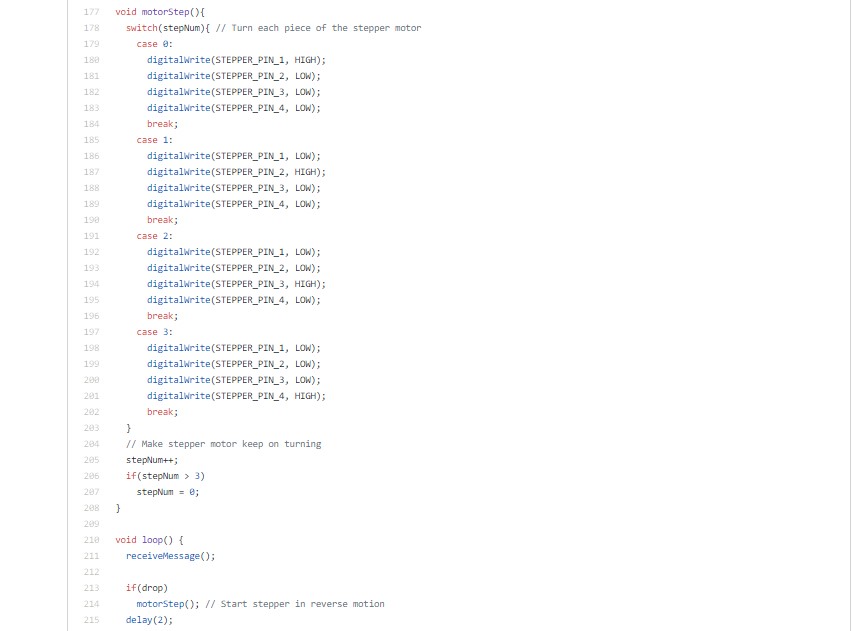 177 void motorStep(){
178 switch(stepNum){ // Turn each piece of the stepper motor
179 case 0:
180 digitalWrite(STEPPER_PIN_1, HIGH);
181 digitalWrite(STEPPER_PIN_2, LOW);
182 digitalWrite(STEPPER_PIN_3, LOW);
183 digitalWrite(STEPPER_PIN_4, LOW);
184 break;
185 case 1:
186 digitalWrite(STEPPER_PIN_1, LOW);
187 digitalWrite(STEPPER_PIN_2, HIGH);
188 digitalWrite(STEPPER_PIN_3, LOW);
189 digitalWrite(STEPPER_PIN_4, LOW);
190 break;
191 case 2:
192 digitalWrite(STEPPER_PIN_1, LOW);
193 digitalWrite(STEPPER_PIN_2, LOW);
194 digitalWrite(STEPPER_PIN_3, HIGH);
195 digitalWrite(STEPPER_PIN_4, LOW);
196 break;
197 case 3:
198 digitalWrite(STEPPER_PIN_1, LOW);
199 digitalWrite(STEPPER_PIN_2, LOW);
200 digitalWrite(STEPPER_PIN_3, LOW);
201 digitalWrite(STEPPER_PIN_4, HIGH);
202 break;
203 }
204 // Make stepper motor keep on turning
205 stepNum++;
206 if(stepNum > 3)
207 stepNum = 0;
208 }
209
210 void loop() {
211 receiveMessage();
212
213 if(drop)
214 motorStep(); // Start stepper in reverse motion
215 delay(2);